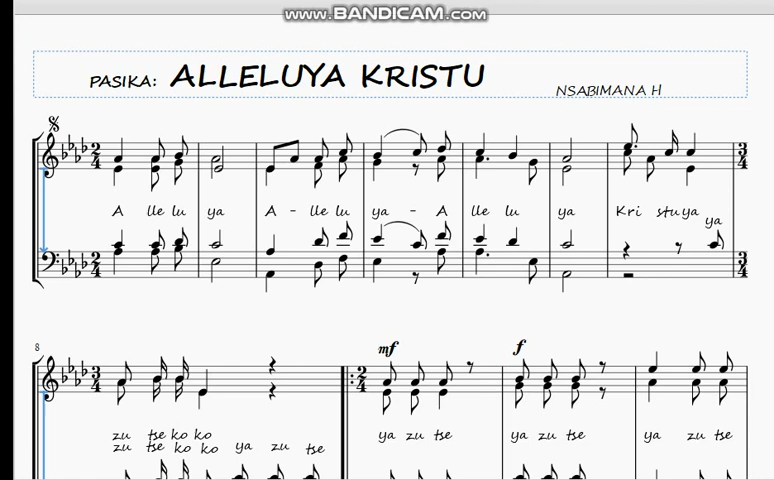 www.BANDICAM.com
PASIKA: ALLELUYA KRISTU
NSABIMANA H
A lle lu ya A - lle lu ya - A lle lu ya Kri stu ya
ya
8
mf f
zu tse ko ko ya zu tse ya zu tse ya zu tse
zu tse ko ko ya zu tse